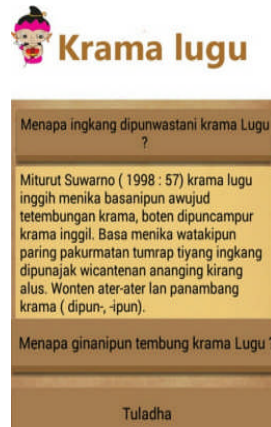 Krama lugu
Menapa ingkang dipunwastani krama Lugu
?
Miturut Suwarno ( 1998 : 57) krama lugu
inggih menika basanipun awujud
tetembungan krama, boten dipuncampur
krama inggil. Basa menika watakipun
paring pakurmatan tumrap tiyang ingkang
dipunajak wicantenan ananging kirang
alus. Wonten ater-ater lan panambang
krama ( dipun-, -ipun).
Menapa ginanipun tembung krama Lugu ?
Tuladha